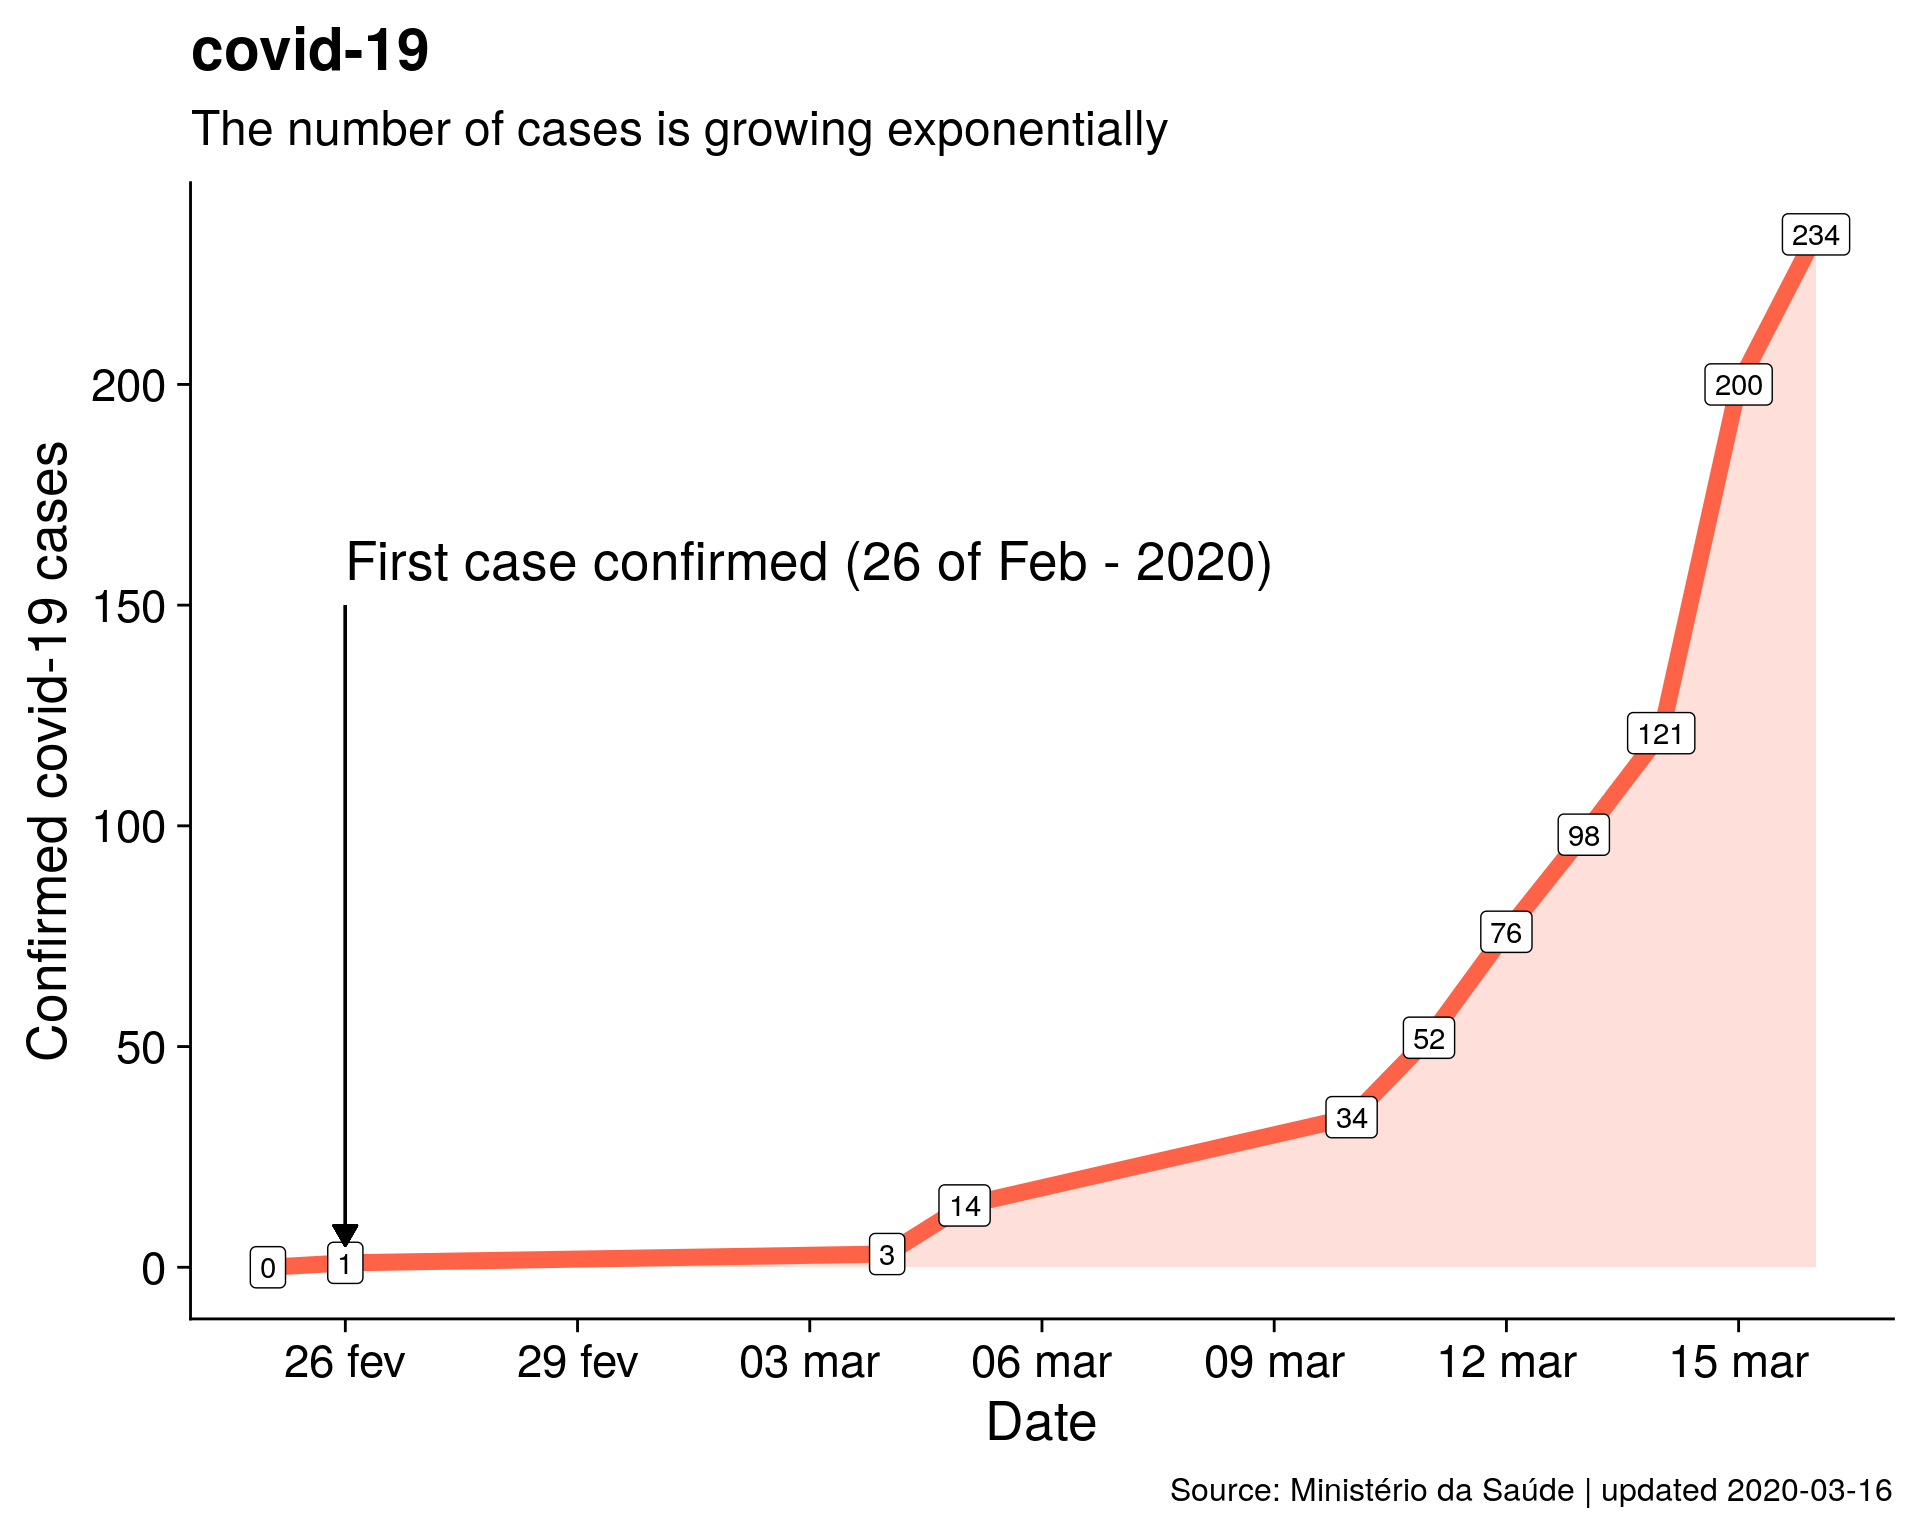 covid-19
The number of cases is growing exponentially
Confirmed covid-19 cases
200
150
100
50
0
First case confirmed (26 of Feb - 2020)
0
1
3
14
34
52
76
98
121
200
234
26 fev 29 fev 03 mar 06 mar 09 mar 12 mar 15 mar
Date
Source: Ministério da Saúde | updated 2020-03-16